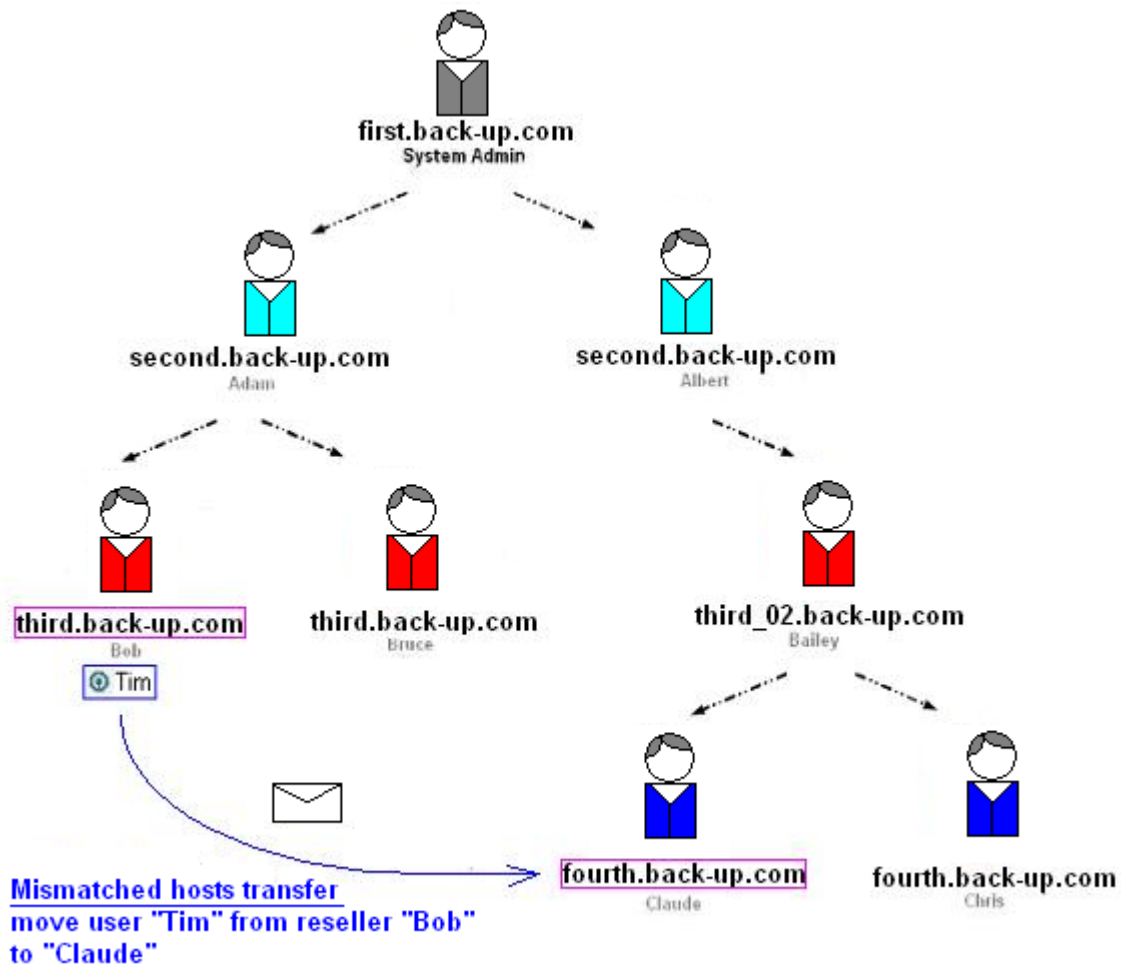 first.back-up.com
System Admin
second.back-up.com
Adam
second.back-up.com
Albert
third.back-up.com
Bob
Tim
third.back-up.com
Bruce
third_02.back-up.com
Bailey
fourth.back-up.com
Claude
fourth.back-up.com
Chris
Mismatched hosts transfer
move user "Tim" from reseller "Bob"
to "Claude"